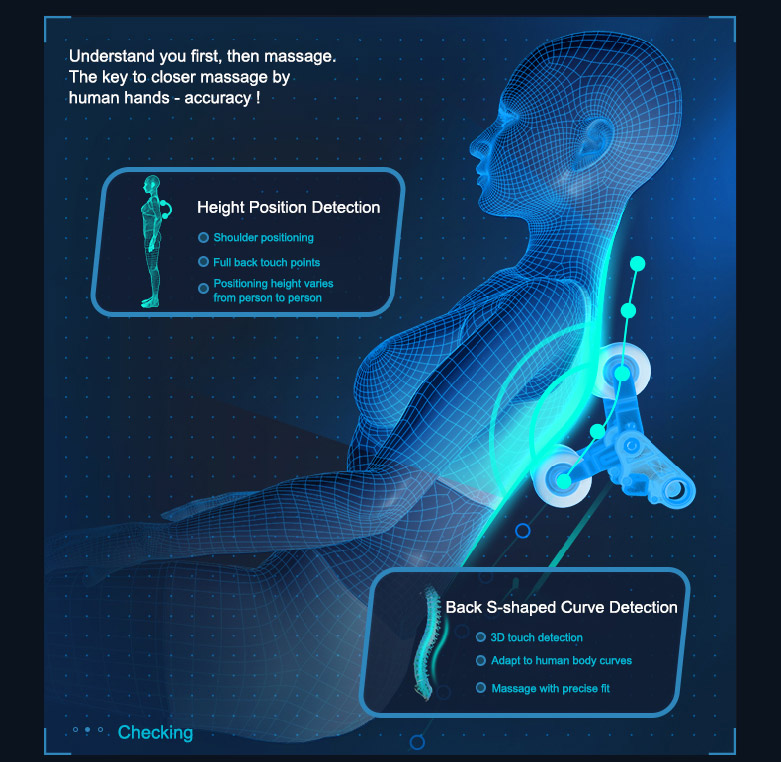 Understand you first, then massage.
The key to closer massage by
human hands - accuracy !
Height Position Detection
Shoulder positioning
Full back touch points
Positioning height varies
from person to person
Back S-shaped Curve Detection
3D touch detection
Adapt to human body curves
Massage with precise fit
Checking